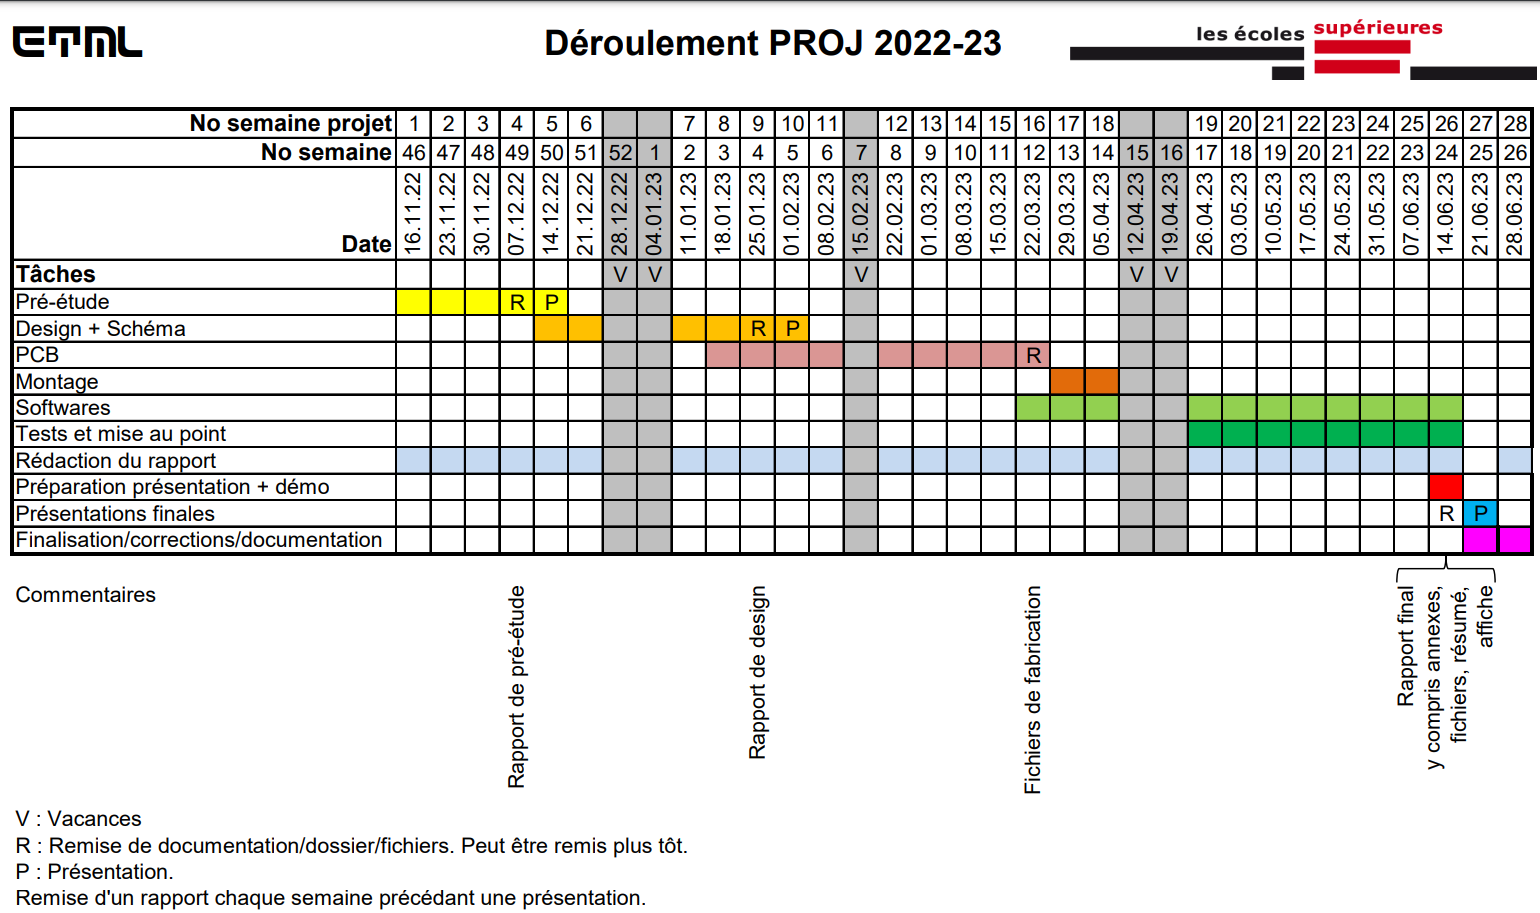 ETML
Déroulement PROJ 2022-23
les écoles supérieures
No semaine projet 1 2 3 4 5 6 7 8 9 10 11 12 13 14 15 16 17 18 19 20 21 22 23 24 25 26 27 28
No semaine 46 47 48 49 50 51 52 1 2 3 4 5 6 7 8 9 10 11 12 13 14 15 16 17 18 19 20 21 22 23 24 25 26
Date 16.11.22 23.11.22 30.11.22 07.12.22 14.12.22 21.12.22 28.12.22 04.01.23 11.01.23 18.01.23 25.01.23 01.02.23 08.02.23 15.02.23 22.02.23 01.03.23 08.03.23 15.03.23 22.03.23 29.03.23 05.04.23 12.04.23 19.04.23 26.04.23 03.05.23 10.05.23 17.05.23 24.05.23 31.05.23 07.06.23 14.06.23 21.06.23 28.06.23
Tâches V V V V V
Pré-étude R P
Design + Schéma R P
PCB R
Montage
Softwares
Tests et mise au point
Rédaction du rapport
Préparation présentation + démo
Présentations finales R P
Finalisation/corrections/documentation
Commentaires
Rapport de pré-étude
Rapport de design
Fichiers de fabrication
Rapport final
y compris annexes,
fichiers, résumé,
affiche
V : Vacances
R : Remise de documentation/dossier/fichiers. Peut être remis plus tôt.
P : Présentation.
Remise d'un rapport chaque semaine précédant une présentation.